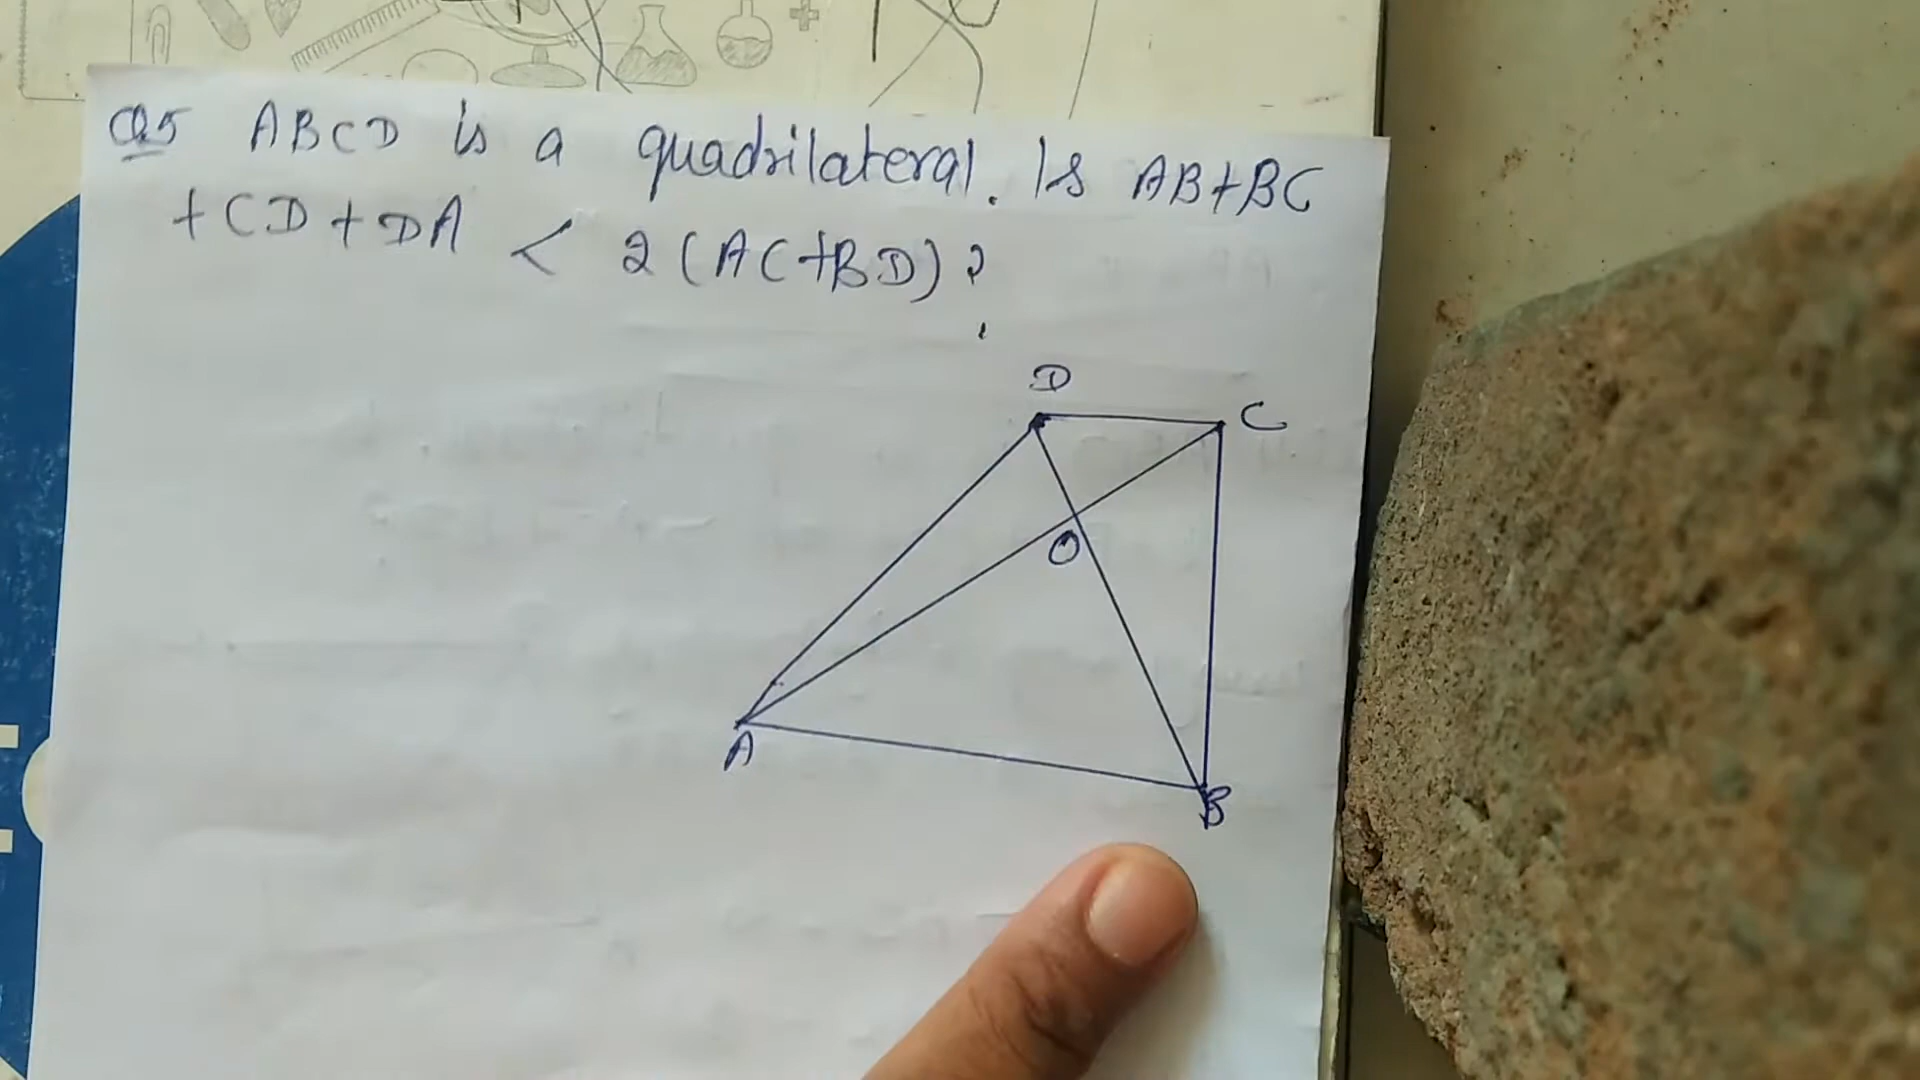 Q5 ABCD is a quadrilateral. Is AB+BC
+CD+DA < 2(AC+BD)?
D
C
O
A
B